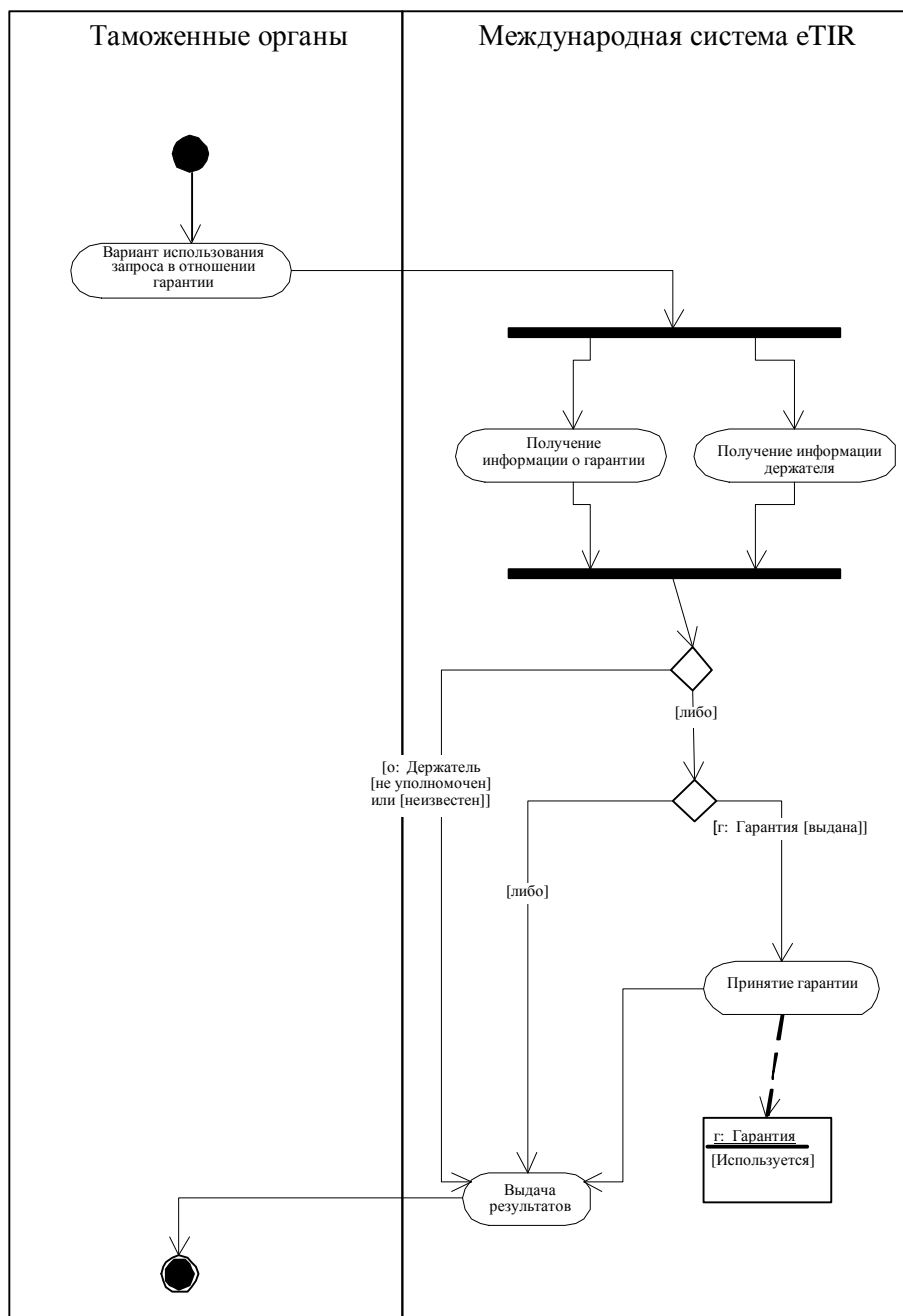 Таможенные органы
Международная система eTIR
Вариант использования
запроса в отношении
гарантии
Получение
информации о гарантии
Получение информации
держателя
[либо]
[о: Держатель
[не уполномочен]
или [неизвестен]]
[г: Гарантия [выдана]]
[либо]
Принятие гарантии
г: Гарантия
[Используется]
Выдача
результатов